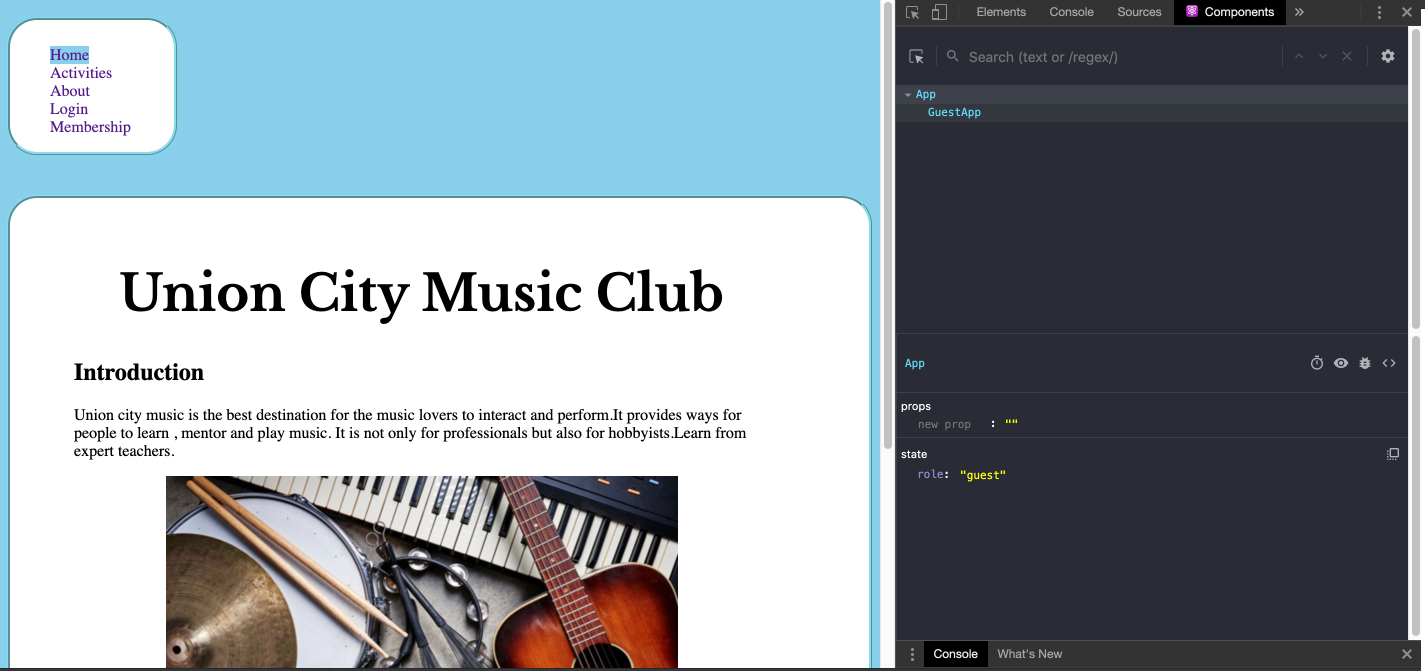 Home
Activities
About
Login
Membership
Union City Music Club
Introduction
Union city music is the best destination for the music lovers to interact and perform.It provides ways for
people to learn , mentor and play music. It is not only for professionals but also for hobbyists.Learn from
expert teachers.
Elements Console Sources Components »
Search (text or /regex/)
App
GuestApp
App
props
new prop : ""
state
role: "guest"
Console What's New